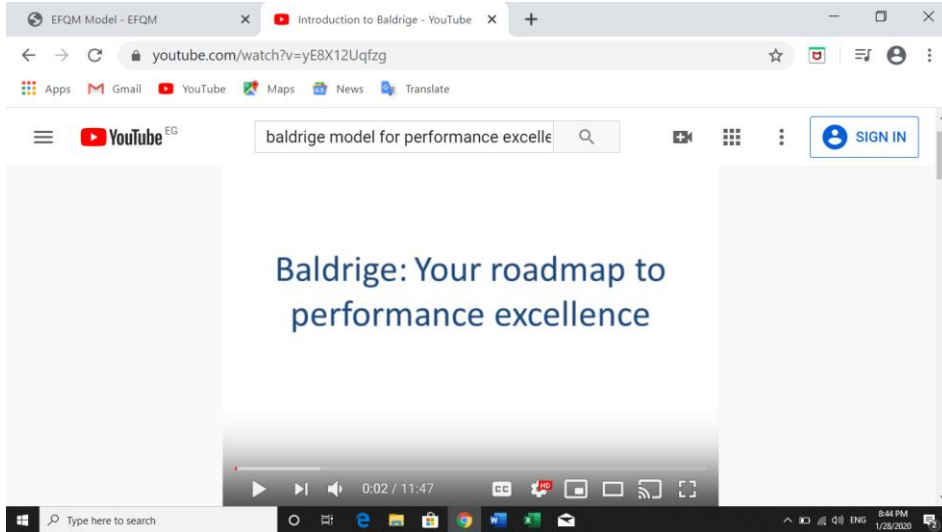 EFQM Model - EFQM
Introduction to Baldrige - YouTube
youtube.com/watch?v=yE8X12Uqfzg
Apps Gmail YouTube Maps News Translate
YouTube EG
baldrige model for performance excelle
SIGN IN
Baldrige: Your roadmap to
performance excellence
0:02 / 11:47
CC
HD
Type here to search
ENG
8:44 PM
1/28/2020